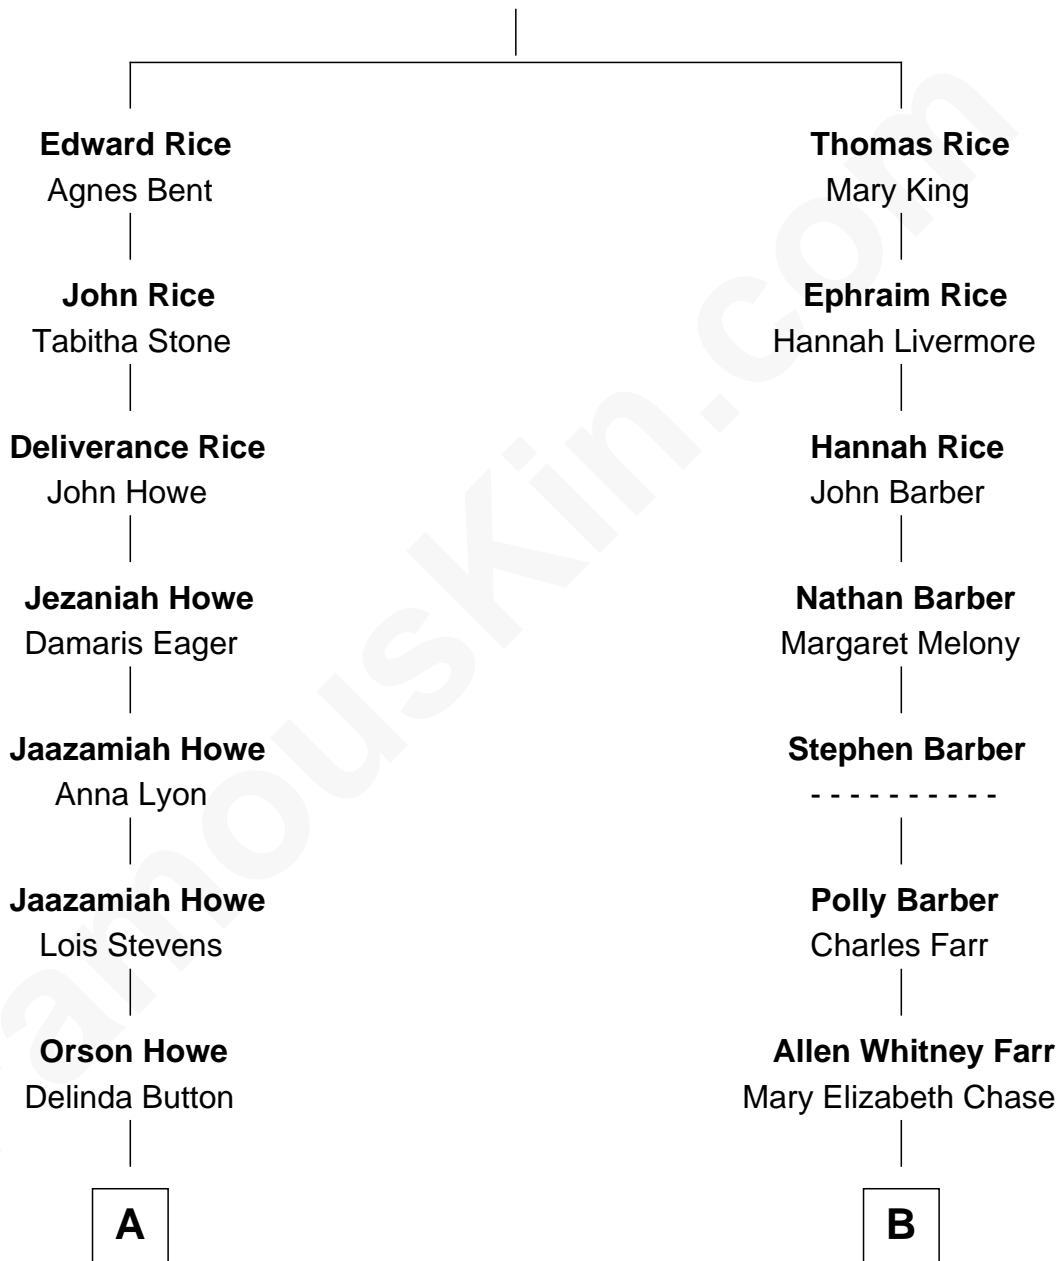 Edward Rice
Agnes Bent
John Rice
Tabitha Stone
Deliverance Rice
John Howe
Jezaniah Howe
Damaris Eager
Jaazamiah Howe
Anna Lyon
Jaazamiah Howe
Lois Stevens
Orson Howe
Delinda Button
A
Thomas Rice
Mary King
Ephraim Rice
Hannah Livermore
Hannah Rice
John Barber
Nathan Barber
Margaret Melony
Stephen Barber
- - - - - - - - - -
Polly Barber
Charles Farr
Allen Whitney Farr
Mary Elizabeth Chase
B
amousKin.com